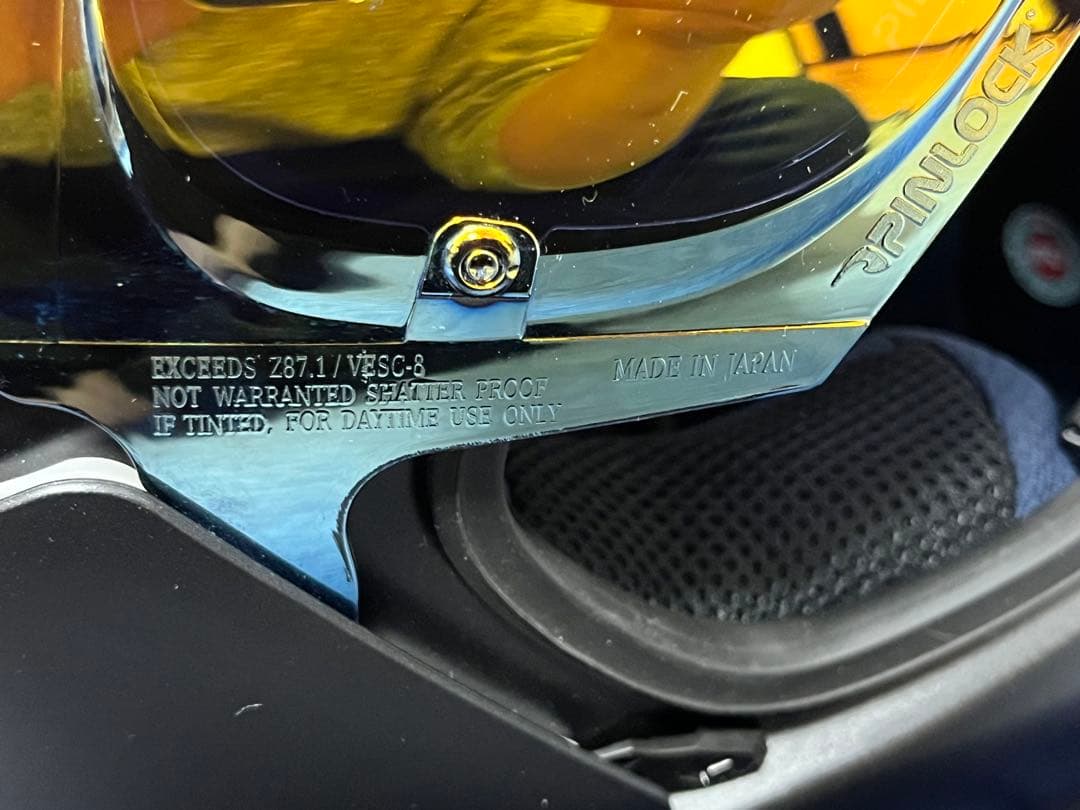 PINLOCK
EXCEEDS Z87.1 / VESC-8
NOT WARRANTED SHATTER PROOF
IF TINTED, FOR DAYTIME USE ONLY
MADE IN JAPAN